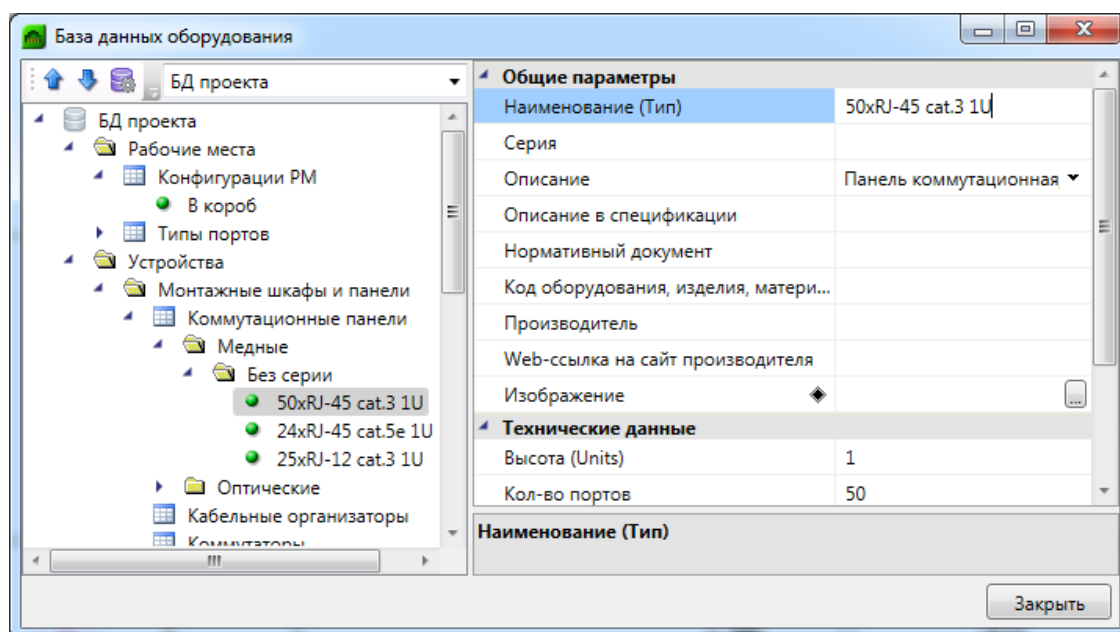 База данных оборудования
БД проекта
БД проекта
Рабочие места
Конфигурации РМ
В короб
Типы портов
Устройства
Монтажные шкафы и панели
Коммутационные панели
Медные
Без серии
50xRJ-45 cat.3 1U
24xRJ-45 cat.5e 1U
25xRJ-12 cat.3 1U
Оптические
Кабельные организаторы
Коммутаторы
Общие параметры
Наименование (Тип) 50xRJ-45 cat.3 1U
Серия
Описание Панель коммутационная
Описание в спецификации
Нормативный документ
Код оборудования, изделия, матери...
Производитель
Web-ссылка на сайт производителя
Изображение ...
Технические данные
Высота (Units) 1
Кол-во портов 50
Наименование (Тип)
Закрыть